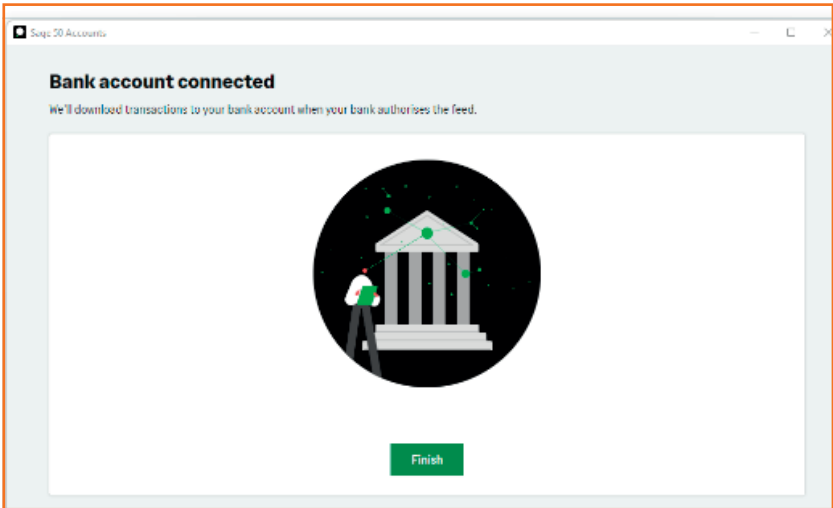 Sage 50 Accounts
Bank account connected
We'll download transactions to your bank account when your bank authorises the feed.
Finish